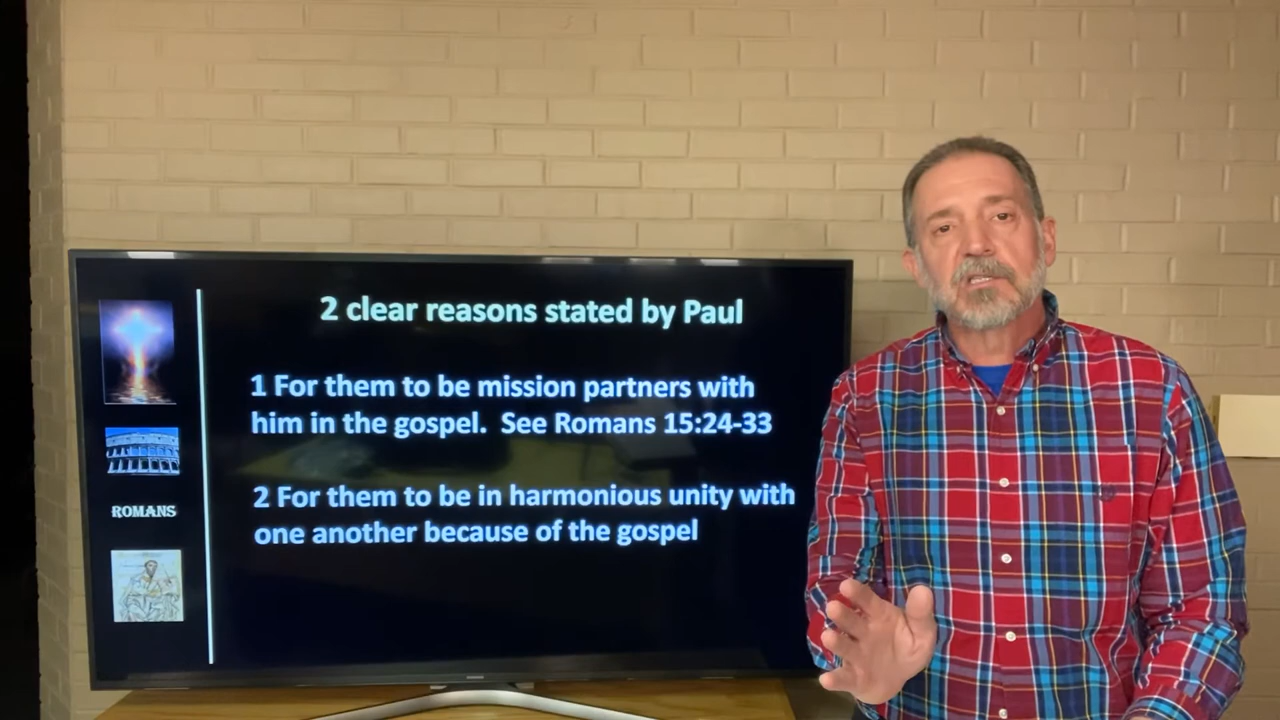 2 clear reasons stated by Paul
1 For them to be mission partners with
him in the gospel.  See Romans 15:24-33
2 For them to be in harmonious unity with
one another because of the gospel
ROMANS